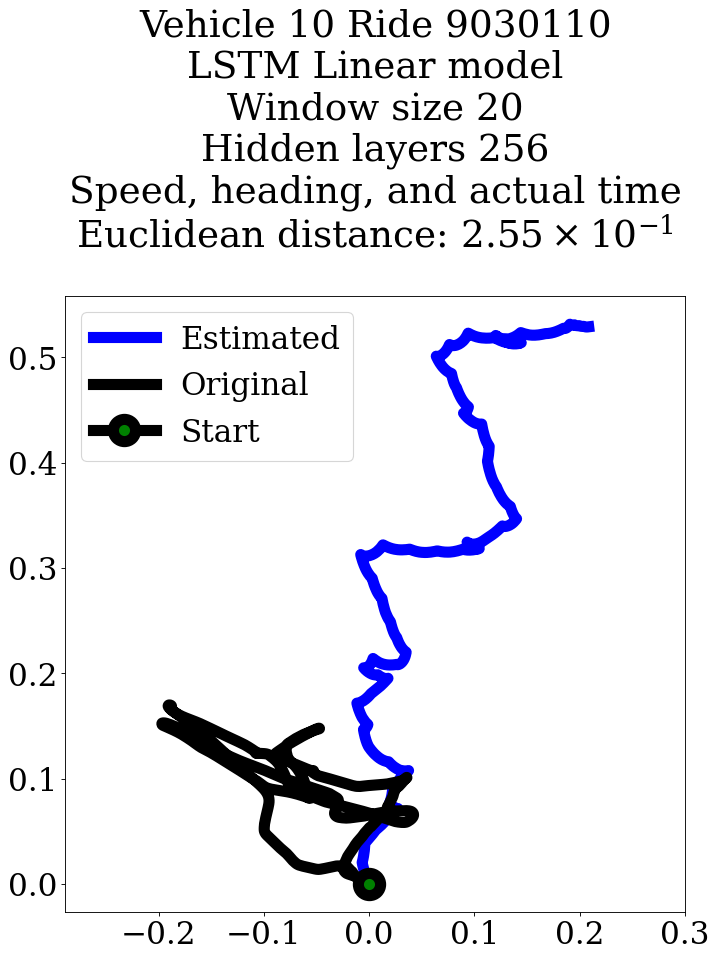 Vehicle 10 Ride 9030110
LSTM Linear model
Window size 20
Hidden layers 256
Speed, heading, and actual time
Euclidean distance: 2.55 × 10⁻¹
Estimated
Original
Start
0.5
0.4
0.3
0.2
0.1
0.0
−0.2 −0.1 0.0 0.1 0.2 0.3